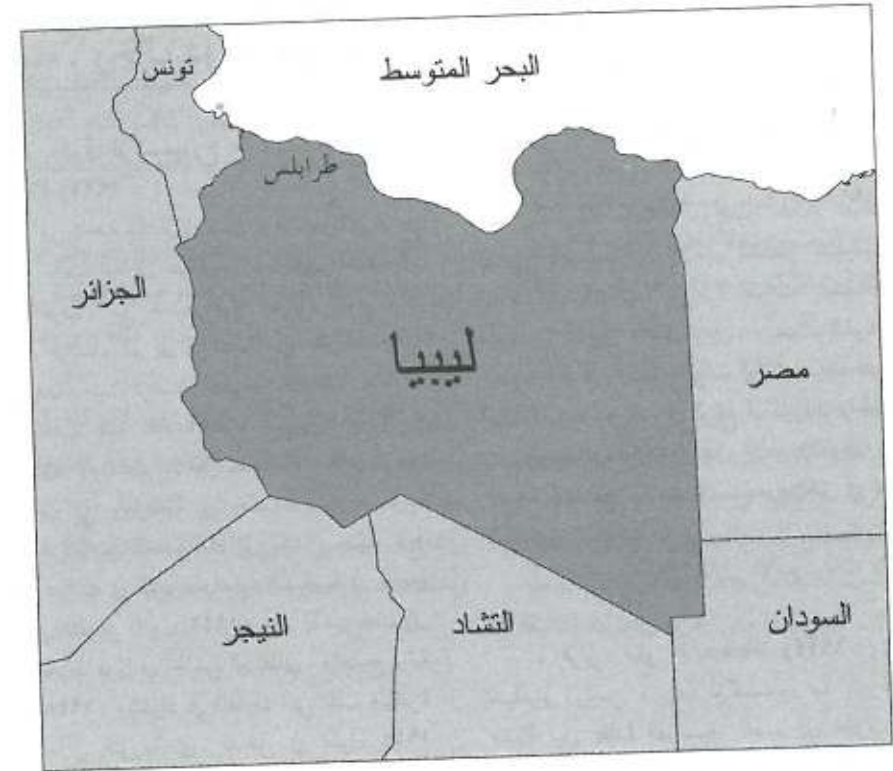 تونس
البحر المتوسط
طرابلس
الجزائر
ليبيا
مصر
النيجر
التشاد
السودان